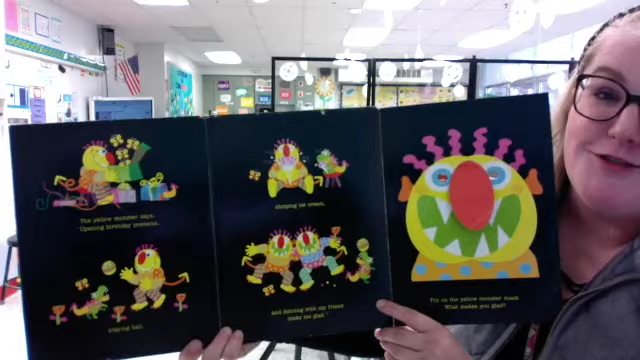 The yellow monster says,
Opening birthday presents,
playing ball,
slurping ice cream,
and dancing with my friend
make me glad."
Try on the yellow monster mask.
What makes you glad?